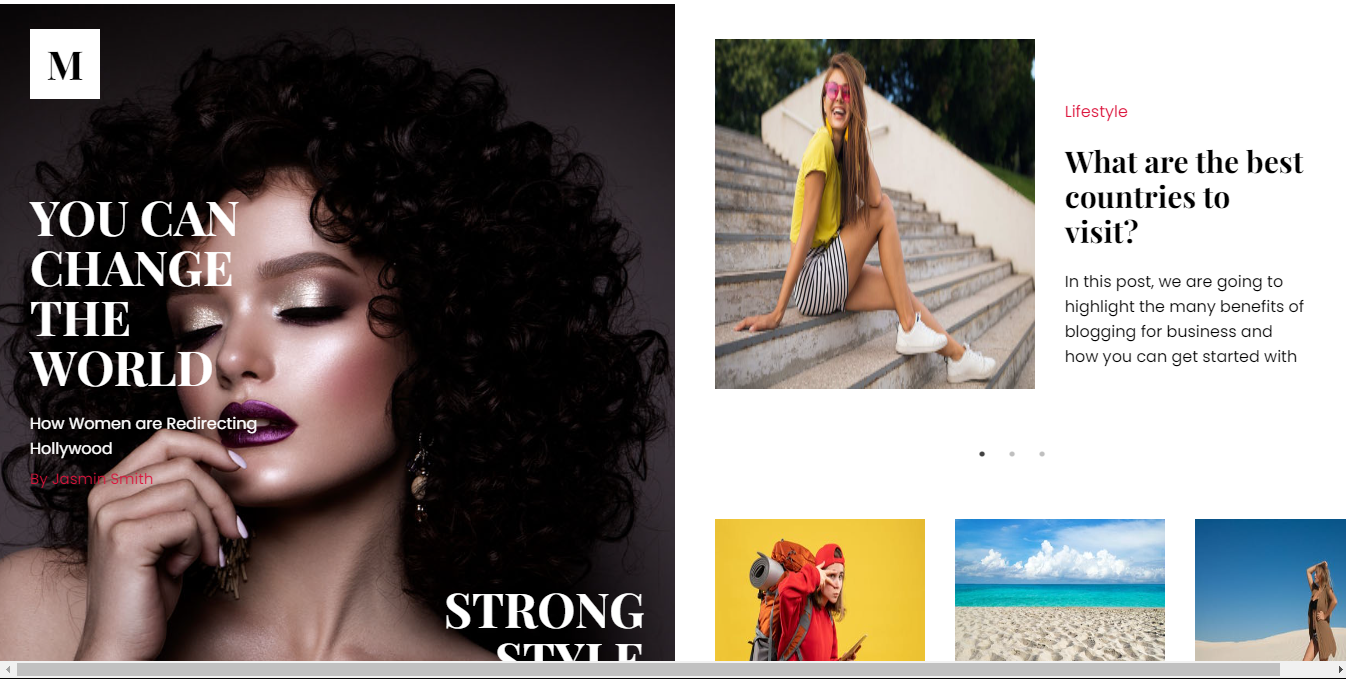 M
YOU CAN
CHANGE
THE
WORLD
How Women are Redirecting
Hollywood
By Jasmin Smith
STRONG
STYLE
Lifestyle
What are the best
countries to
visit?
In this post, we are going to
highlight the many benefits of
blogging for business and
how you can get started with